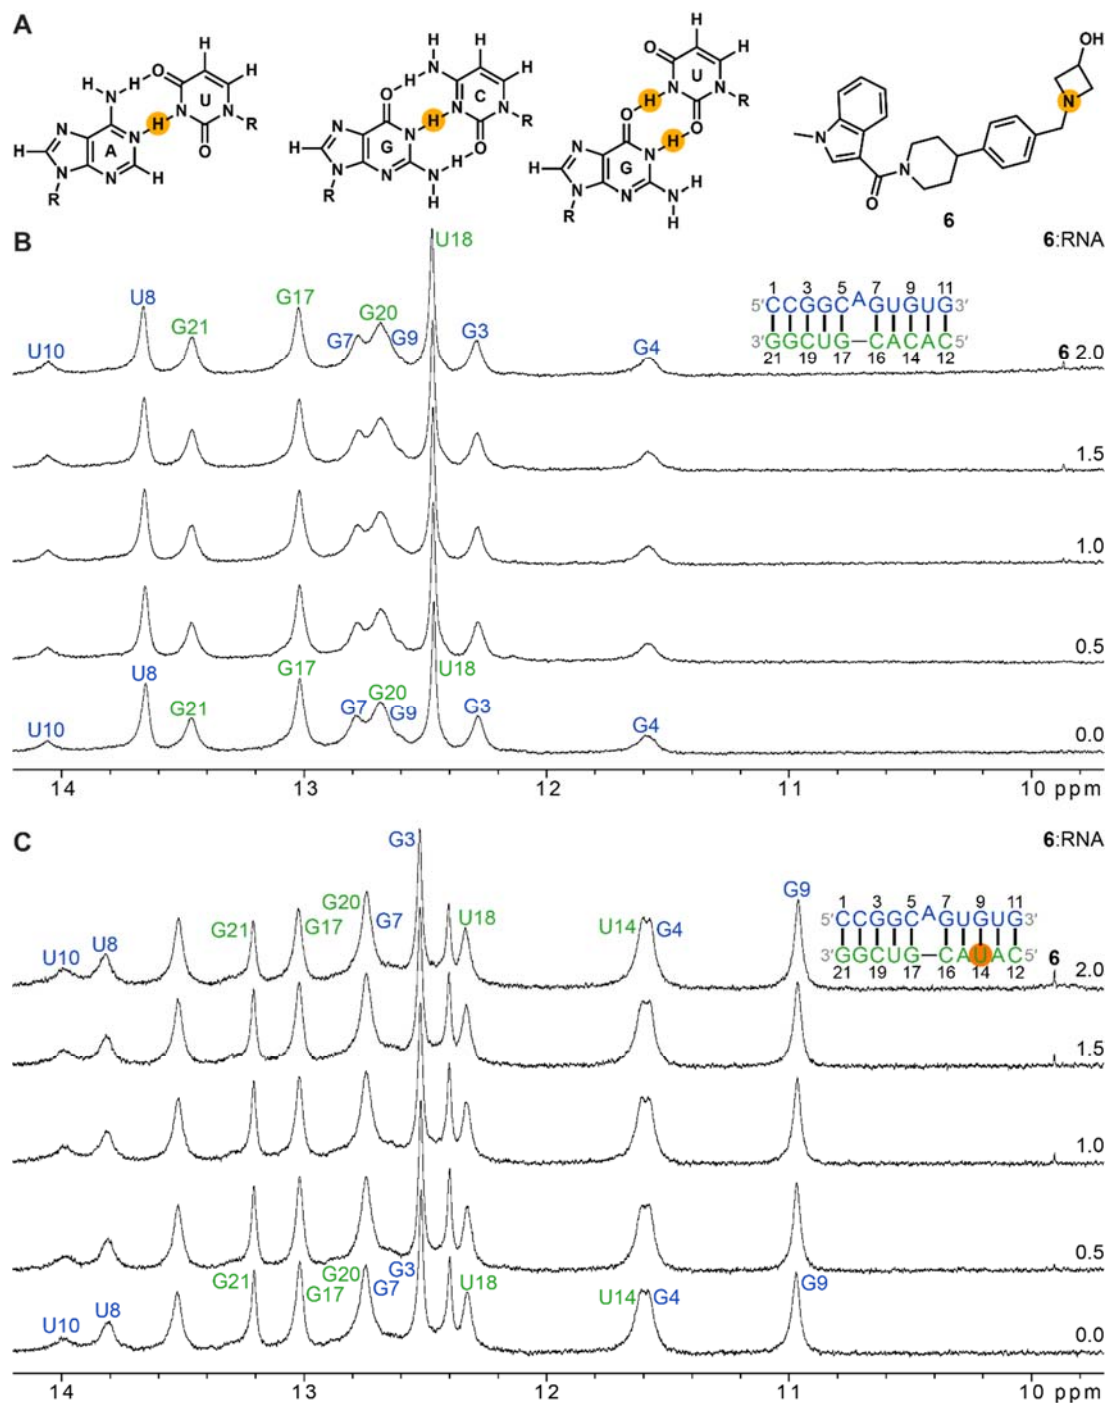 A
H H O H H
H N H N U
N N H N R
H N A N O
R N H
H H
H N H
O H N C H
N N H N R
H G N O
N N N H
R H
H
O U H
H N N
O H O R
N N H
H G
N N N H
R H
OH
N
N
O
6
B
6:RNA
U10 U8 G21 G17 G7 G20 G9 U18 G3 G4
1 3 5 7 9 11
5'CCGGCAGUGUG3'
3'GGCUG–CACAC5'
21 19 17 16 14 12
6 2.0
1.5
1.0
0.5
U10 U8 G21 G17 G7 G20 G9 U18 G3 G4
0.0
14 13 12 11 10 ppm
C
6:RNA
U10 U8 G21 G20 G17 G7 G3 U18 U14 G4 G9
1 3 5 7 9 11
5'CCGGCAGUGUG3'
3'GGCUG–CAUAC5'
21 19 17 16 14 12
6 2.0
1.5
1.0
0.5
U10 U8 G21 G20 G17 G7 G3 U18 U14 G4 G9
0.0
14 13 12 11 10 ppm